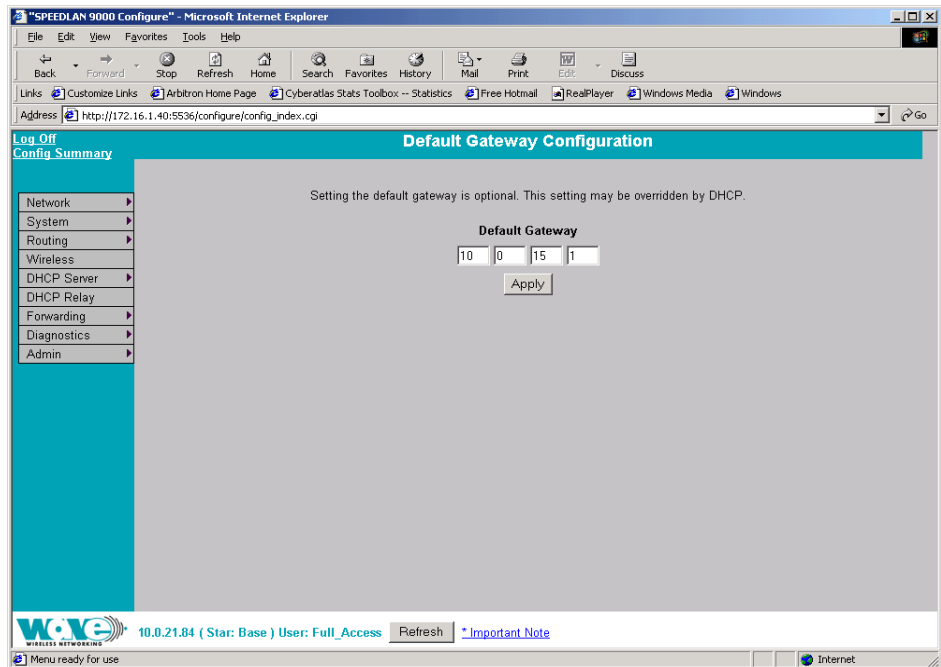 "SPEEDLAN 9000 Configure" - Microsoft Internet Explorer
File Edit View Favorites Tools Help
Back Forward Stop Refresh Home Search Favorites History Mail Print Edit Discuss
Links Customize Links Arbitron Home Page Cyberatlas Stats Toolbox -- Statistics Free Hotmail RealPlayer Windows Media Windows
Address http://172.16.1.40:5536/configure/config_index.cgi Go
Log Off
Config Summary
Default Gateway Configuration
Network
System
Routing
Wireless
DHCP Server
DHCP Relay
Forwarding
Diagnostics
Admin
Setting the default gateway is optional. This setting may be overridden by DHCP.
Default Gateway
10 0 15 1
Apply
WAVE
WIRELESS NETWORKING
10.0.21.84 ( Star: Base ) User: Full_Access Refresh * Important Note
Menu ready for use Internet